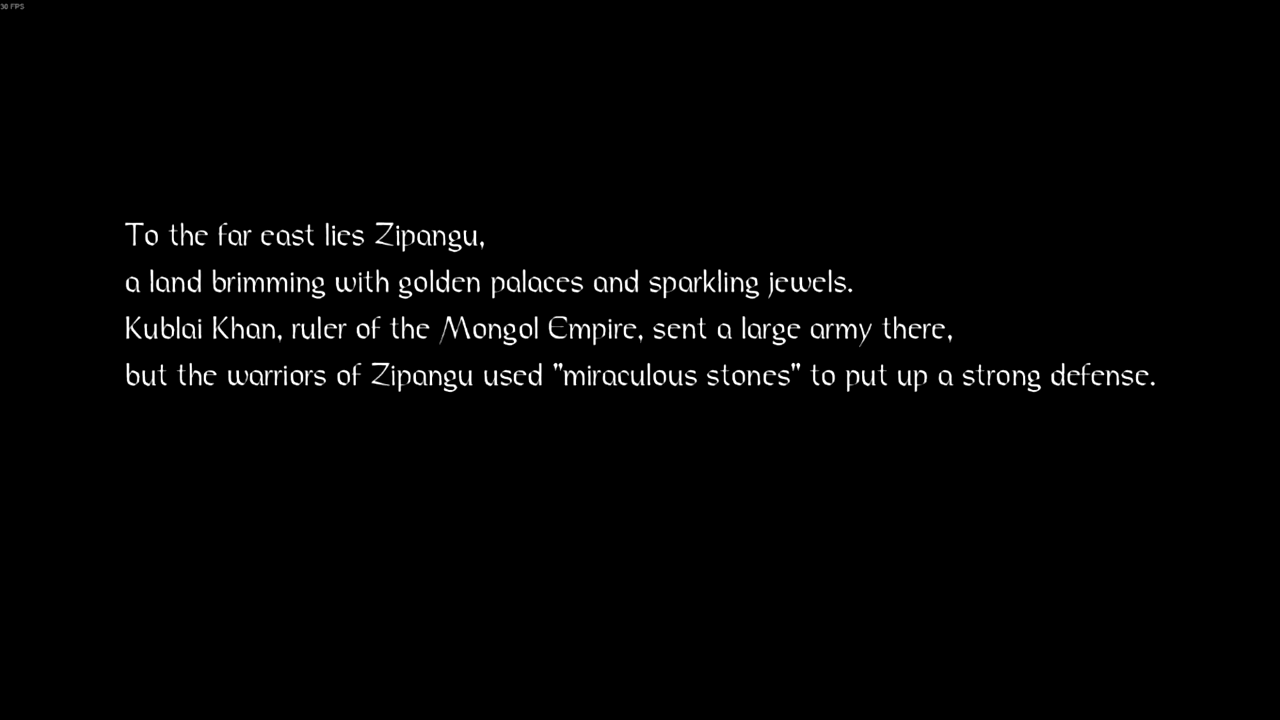 30 FPS
To the far east lies Zipangu,
a land brimming with golden palaces and sparkling jewels.
Kublai Khan, ruler of the Mongol Empire, sent a large army there,
but the warriors of Zipangu used "miraculous stones" to put up a strong defense.